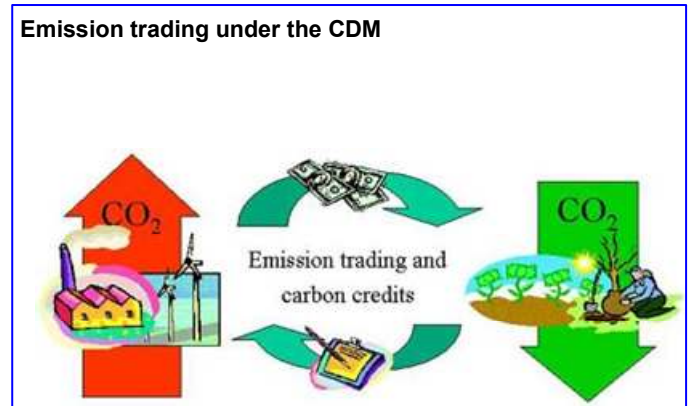 Emission trading under the CDM
CO₂
Emission trading and
carbon credits
CO₂